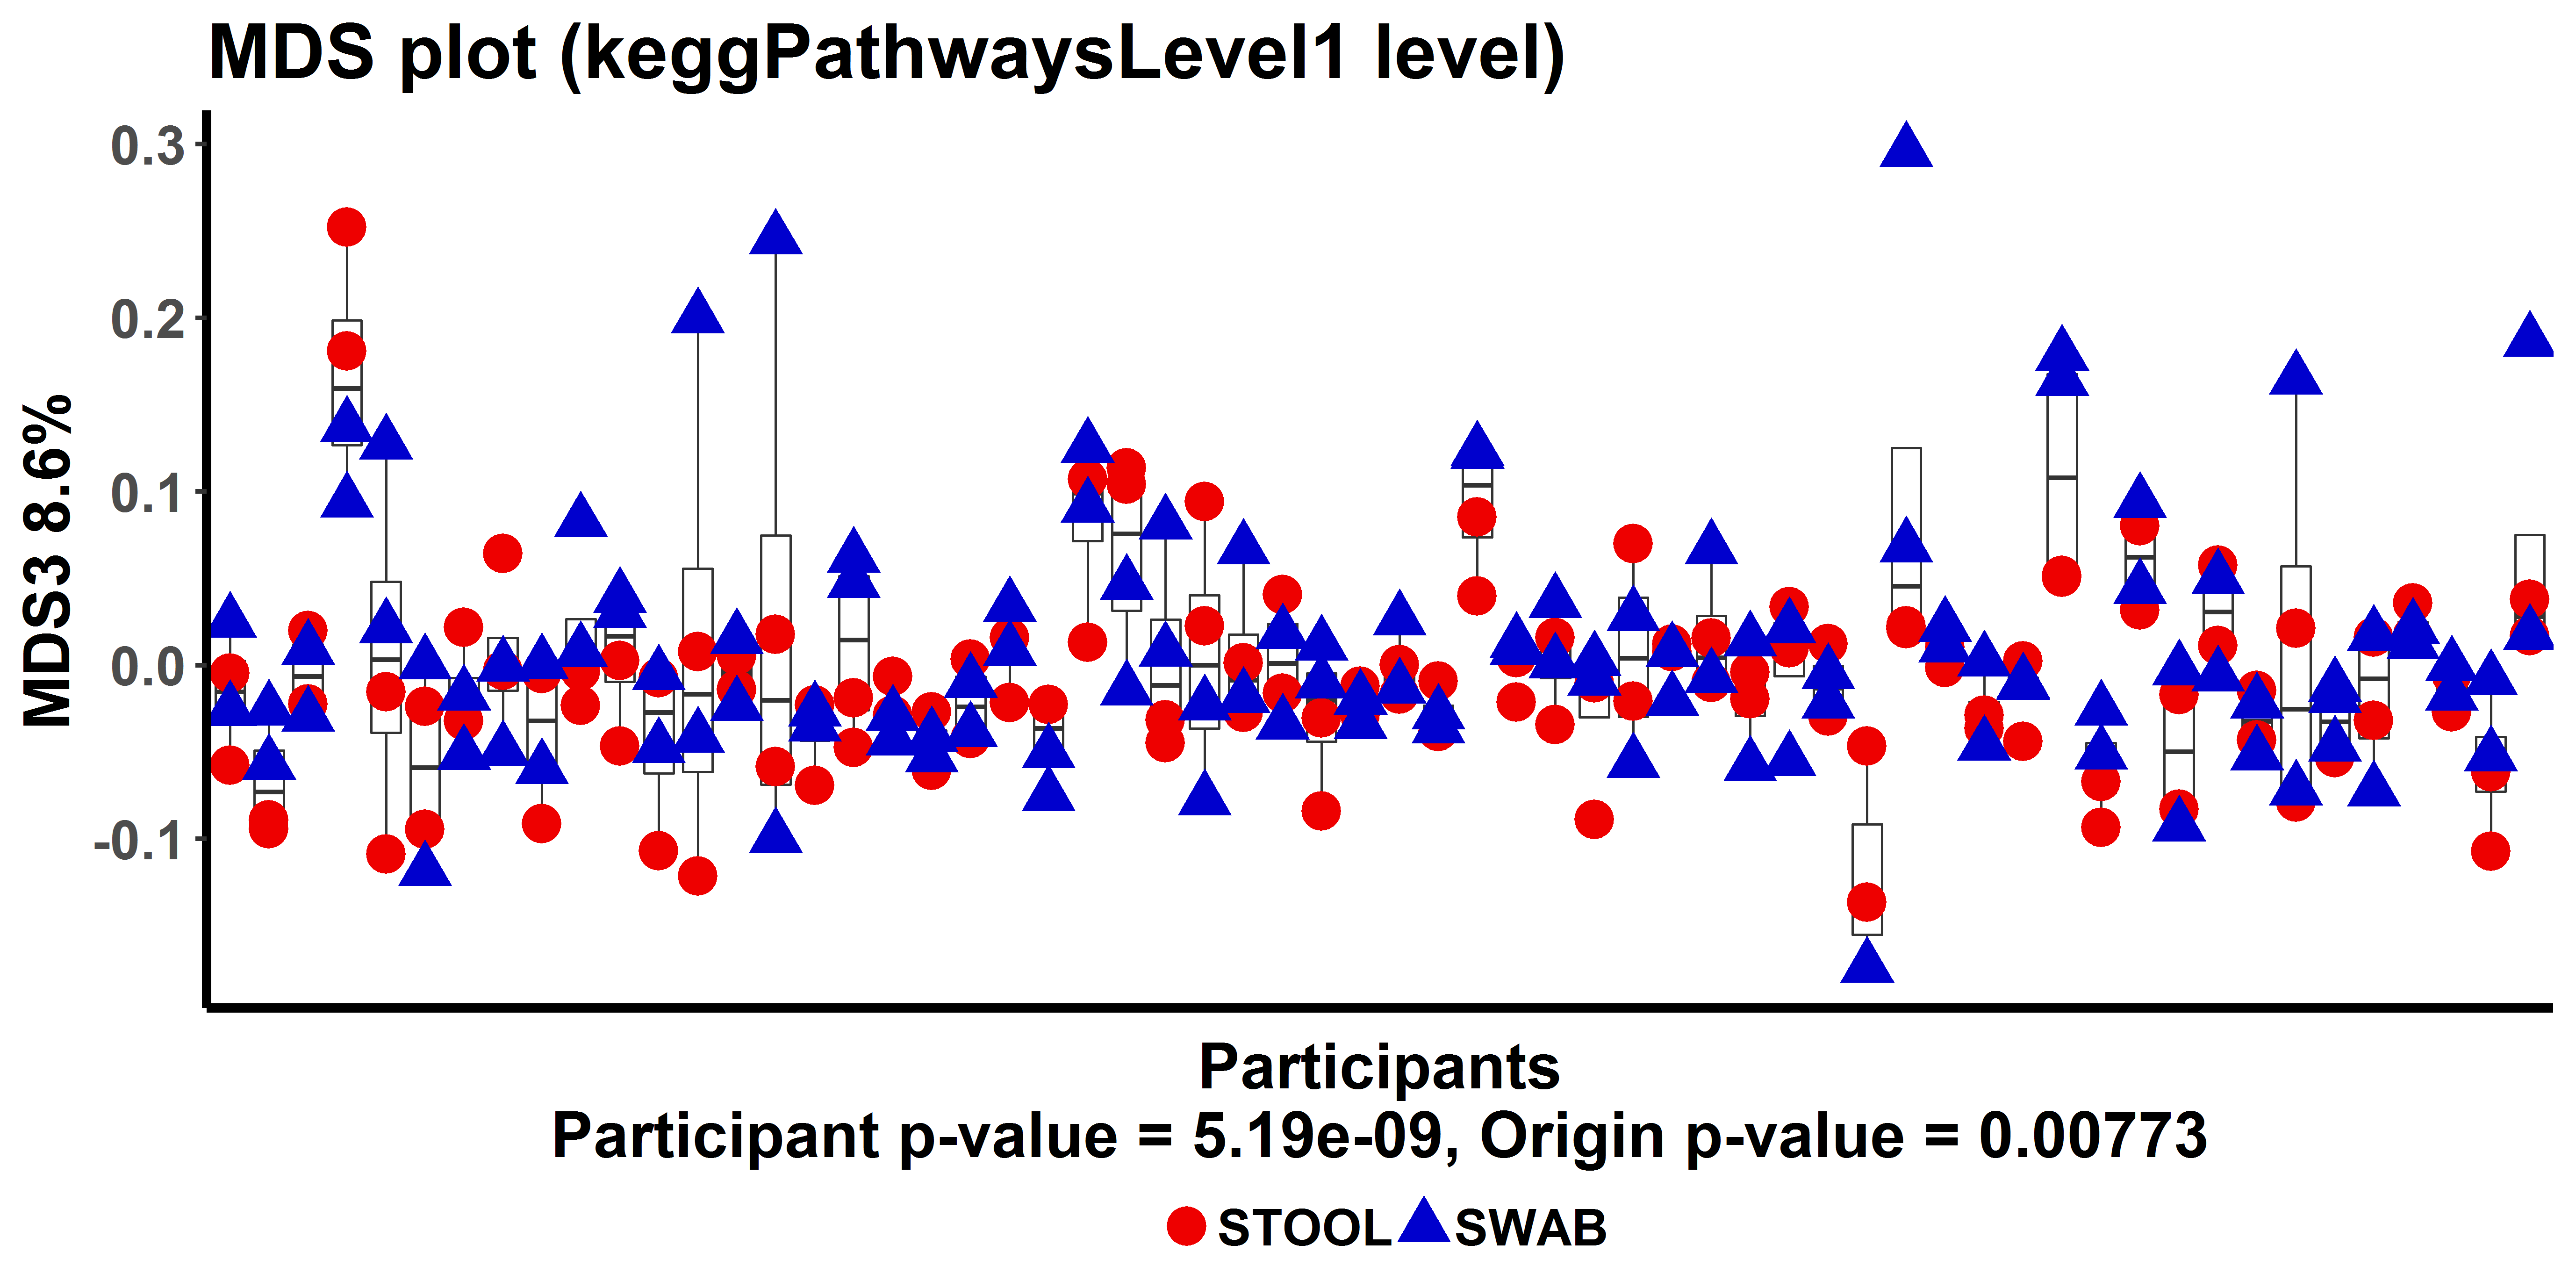 MDS plot (keggPathwaysLevel1 level)
MDS3 8.6%
0.3
0.2
0.1
0.0
-0.1
Participants
Participant p-value = 5.19e-09, Origin p-value = 0.00773
STOOL SWAB